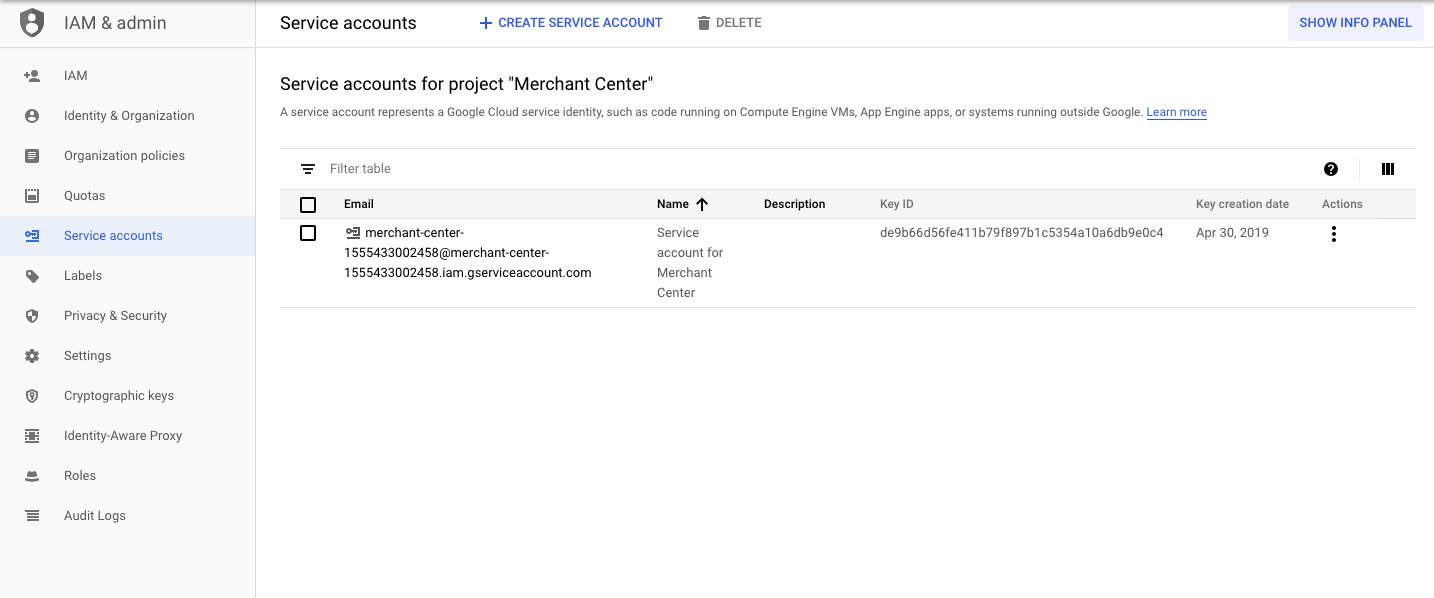 IAM & admin
Service accounts
CREATE SERVICE ACCOUNT
DELETE
SHOW INFO PANEL
IAM
Identity & Organization
Organization policies
Quotas
Service accounts
Labels
Privacy & Security
Settings
Cryptographic keys
Identity-Aware Proxy
Roles
Audit Logs
Service accounts for project "Merchant Center"
A service account represents a Google Cloud service identity, such as code running on Compute Engine VMs, App Engine apps, or systems running outside Google. Learn more
Filter table
Email
Name
Description
Key ID
Key creation date
Actions
merchant-center-
1555433002458@merchant-center-
1555433002458.iam.gserviceaccount.com
Service
account for
Merchant
Center
de9b66d56fe411b79f897b1c5354a10a6db9e0c4
Apr 30, 2019